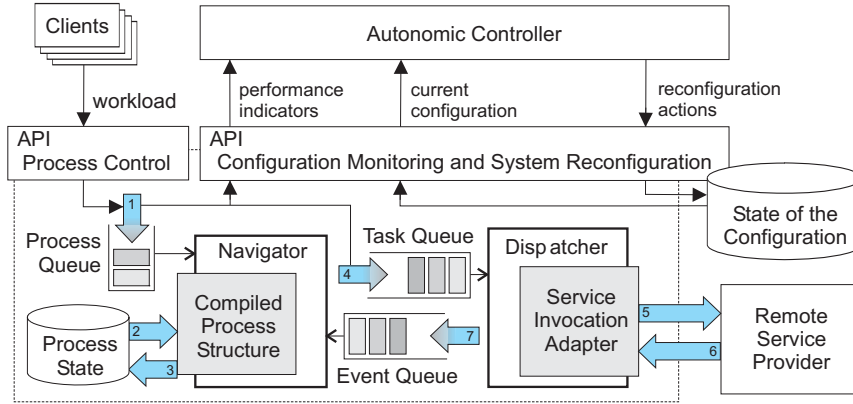 Clients
Autonomic Controller
workload
performance
indicators
current
configuration
reconfiguration
actions
API
Process Control
API
Configuration Monitoring and System Reconfiguration
State of the
Configuration
1
Process
Queue
Navigator
4
Task Queue
Dispatcher
Compiled
Process
Structure
Service
Invocation
Adapter
5
6
Remote
Service
Provider
Process
State
2
3
7
Event Queue